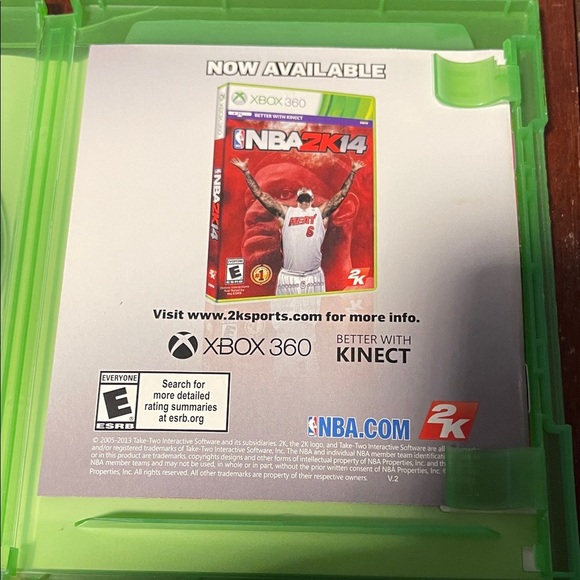 NOW AVAILABLE
XBOX 360
BETTER WITH KINECT
NBA2K14
NBA2K14
HEAT
6
E
#1
2K
Visit www.2ksports.com for more info.
XBOX 360
BETTER WITH
KINECT
EVERYONE
E
ESRB
Search for
more detailed
rating summaries
at esrb.org
NBA.COM
2K
© 2005-2013 Take-Two Interactive Software and its subsidiaries. 2K, the 2K logo, and Take-Two Interactive Software are all
and/or registered trademarks of Take-Two Interactive Software, Inc. The NBA and individual NBA member team identificat
or in this product are trademarks, copyrights designs and other forms of intellectual property of NBA Properties, Inc. and th
NBA member teams and may not be used, in whole or in part, without the prior written consent of NBA Properties, Inc.
Properties, Inc. All rights reserved. All other trademarks are property of their respective owners. V.2